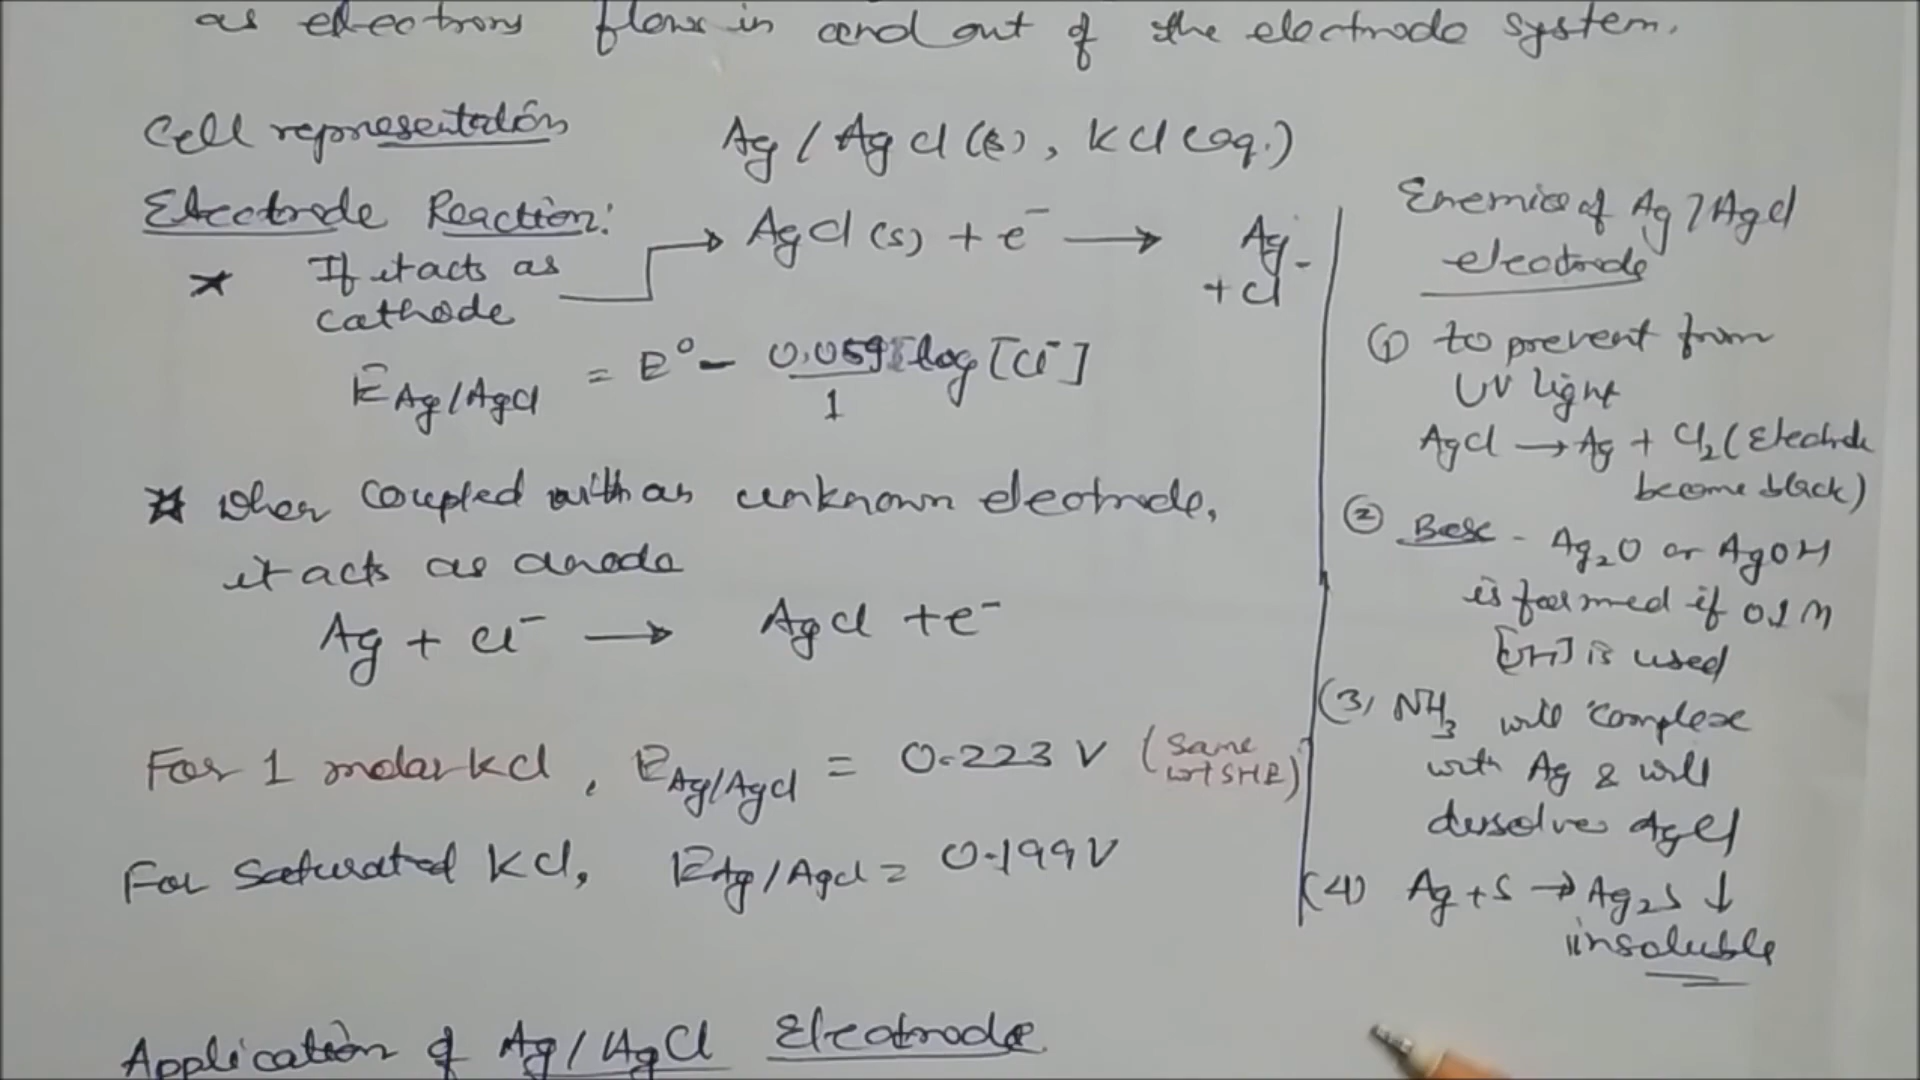 as electrons flows in and out of the electrode system.
Cell representation Ag / AgCl (s), KCl (aq.)
Electrode Reaction:
* If it acts as cathode → AgCl (s) + e⁻ → Ag + Cl⁻
E Ag/AgCl = E⁰ - 0.0591/1 log [Cl⁻]
* When coupled with an unknown electrode,
it acts as anode
Ag + Cl⁻ → AgCl + e⁻
For 1 molar KCl, E Ag/AgCl = 0.223 V (Same wrt SHE)
For Saturated KCl, E Ag/AgCl = 0.199 V
Application of Ag/AgCl Electrode
Enemies of Ag/AgCl
electrode
(1) to prevent from
UV light
AgCl → Ag + Cl₂ (Electrode
become black)
(2) Base - Ag₂O or AgOH
is formed if 0.1 M
[OH] is used
(3) NH₃ will complex
with Ag & will
dissolve AgCl
(4) Ag + S → Ag₂S ↓
insoluble